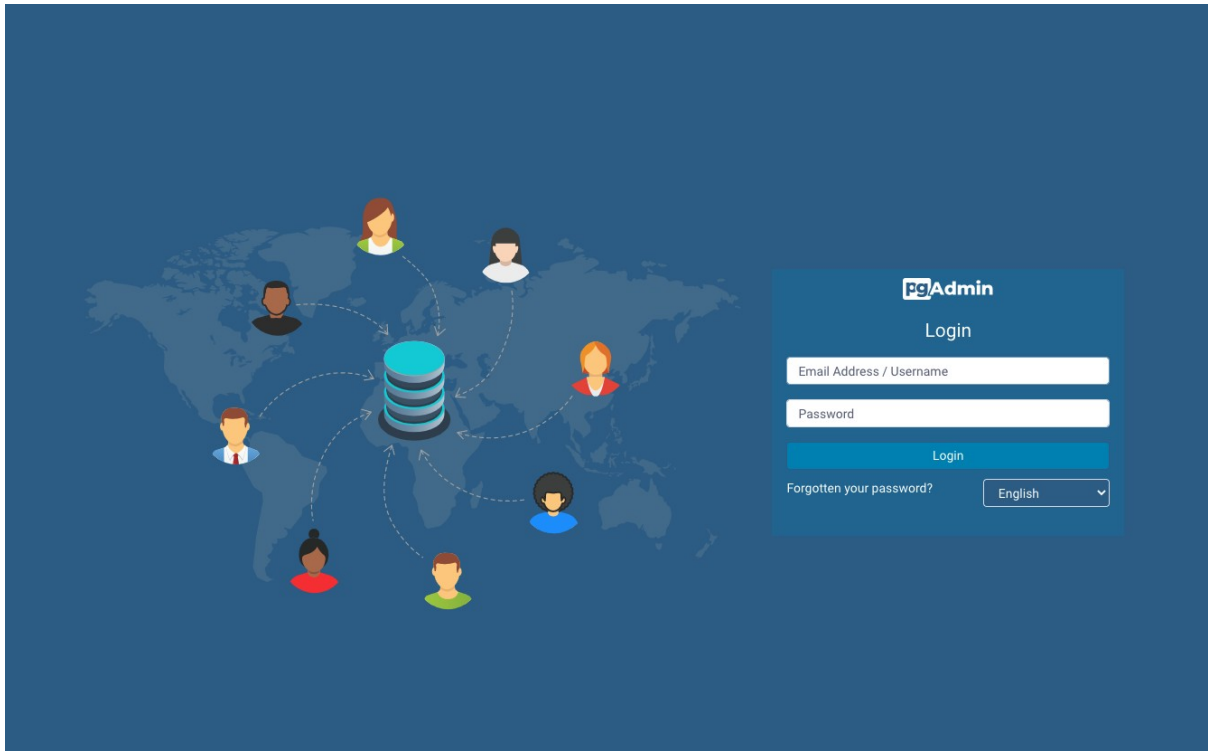 pgAdmin
Login
Email Address / Username
Password
Login
Forgotten your password?
English